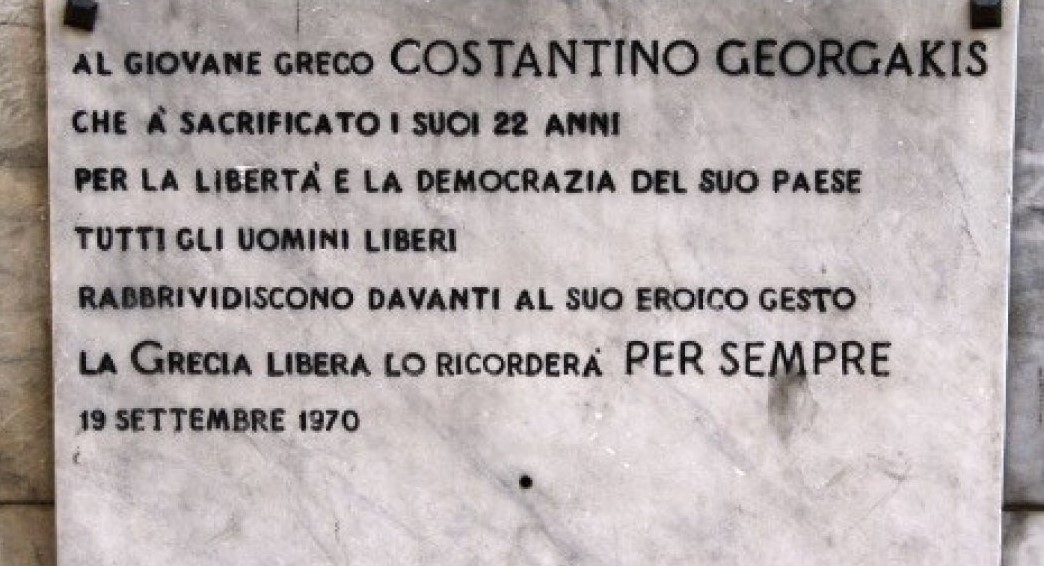 AL GIOVANE GRECO COSTANTINO GEORGAKIS
CHE À SACRIFICATO I SUOI 22 ANNI
PER LA LIBERTÀ E LA DEMOCRAZIA DEL SUO PAESE
TUTTI GLI UOMINI LIBERI
RABBRIVIDISCONO DAVANTI AL SUO EROICO GESTO
LA GRECIA LIBERA LO RICORDERÀ PER SEMPRE
19 SETTEMBRE 1970